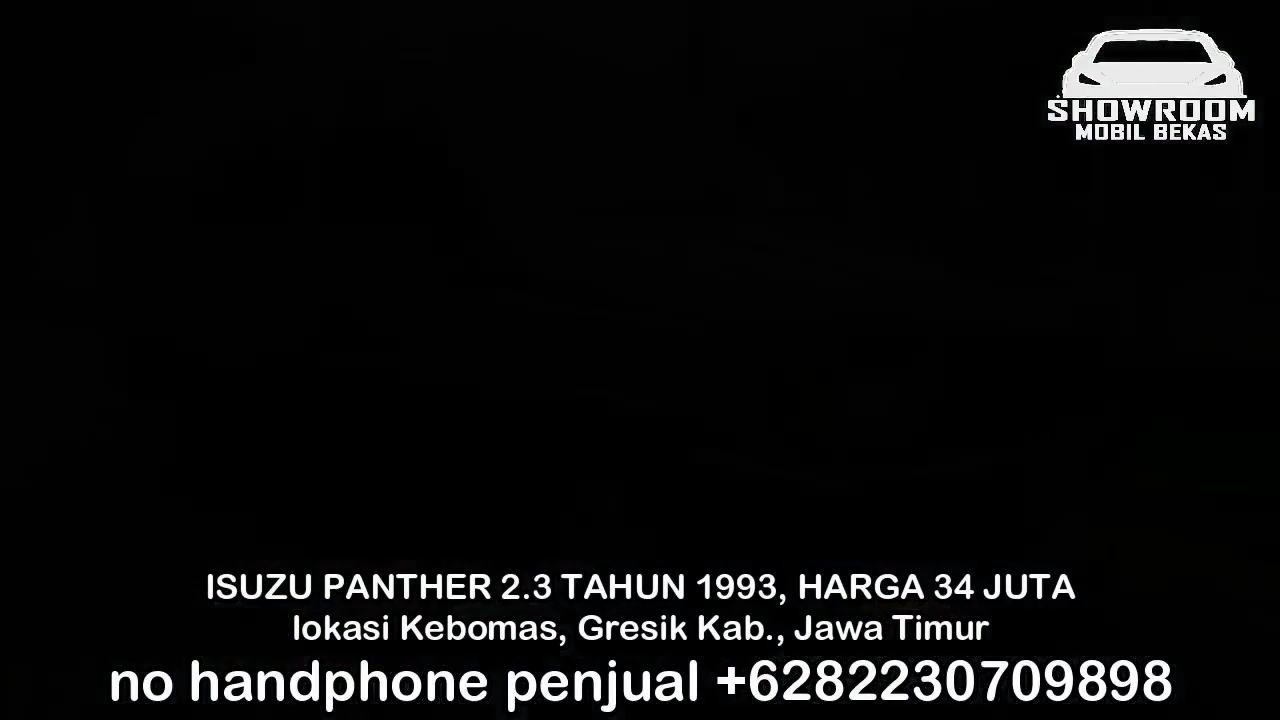 SHOWROOM
MOBIL BEKAS
ISUZU PANTHER 2.3 TAHUN 1993, HARGA 34 JUTA
lokasi Kebomas, Gresik Kab., Jawa Timur
no handphone penjual +6282230709898